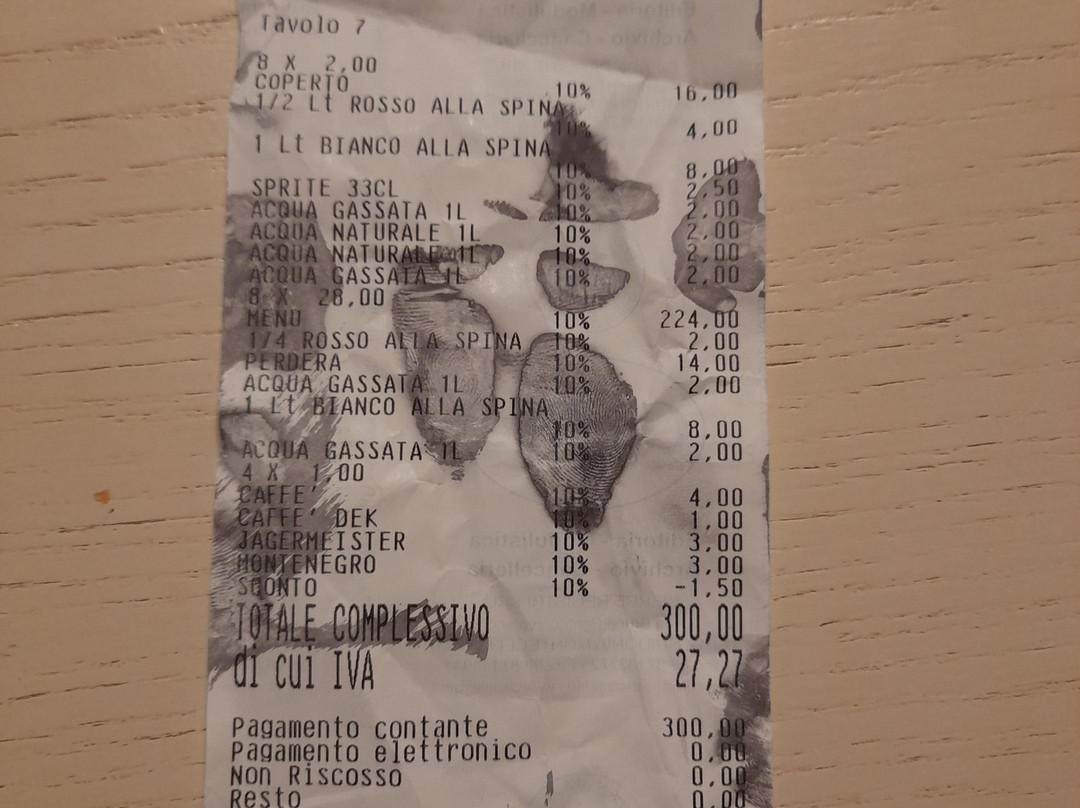 Tavolo 7
8 X 2,00
COPERTO 10% 16,00
1/2 Lt ROSSO ALLA SPINA
10% 4,00
1 Lt BIANCO ALLA SPINA
10% 8,00
SPRITE 33CL 10% 2,50
ACQUA GASSATA 1L 10% 2,00
ACQUA NATURALE 1L 10% 2,00
ACQUA NATURALE 1L 10% 2,00
ACQUA GASSATA 1L 10% 2,00
8 X 28,00
MENU 10% 224,00
1/4 ROSSO ALLA SPINA 10% 2,00
PERDERA 10% 14,00
ACQUA GASSATA 1L 10% 2,00
1 Lt BIANCO ALLA SPINA
10% 8,00
ACQUA GASSATA 1L 10% 2,00
4 X 1,00
CAFFE' 10% 4,00
CAFFE' DEK 10% 1,00
JAGERMEISTER 10% 3,00
MONTENEGRO 10% 3,00
SCONTO 10% -1,50
TOTALE COMPLESSIVO 300,00
di cui IVA 27,27
Pagamento contante 300,00
Pagamento elettronico 0,00
Non Riscosso 0,00
Resto 0,00